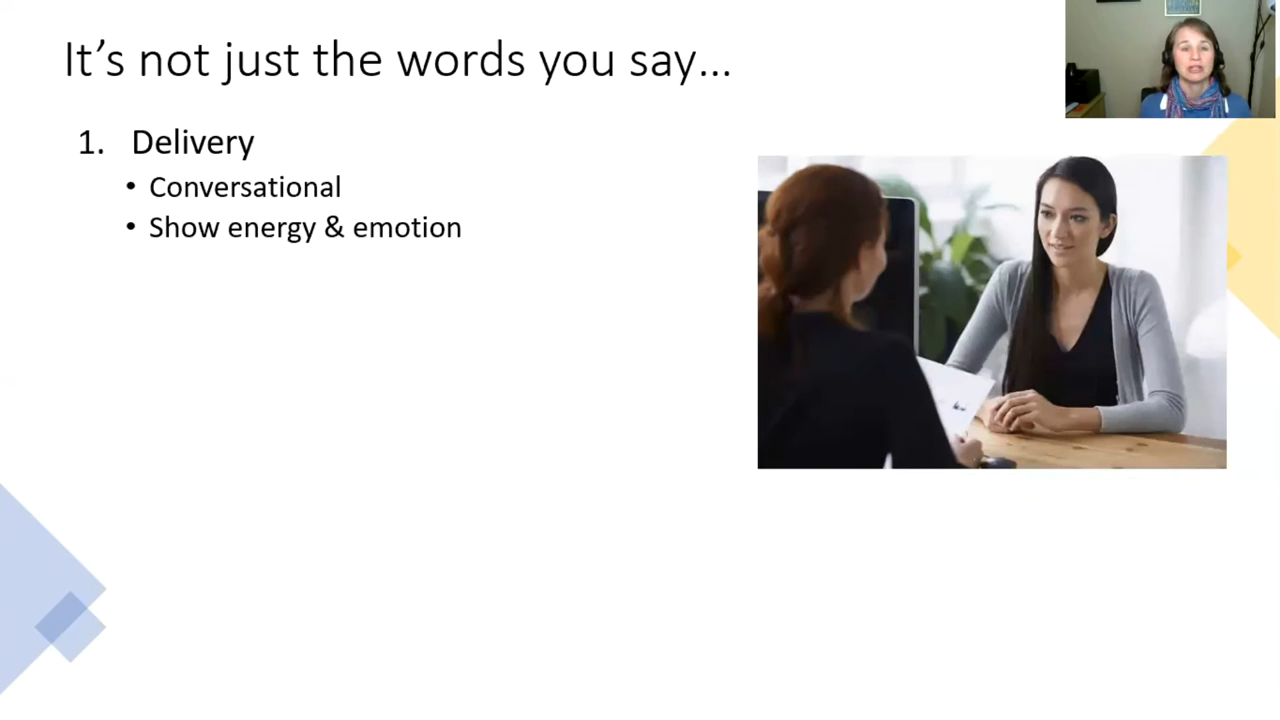 It’s not just the words you say…
1. Delivery
• Conversational
• Show energy & emotion